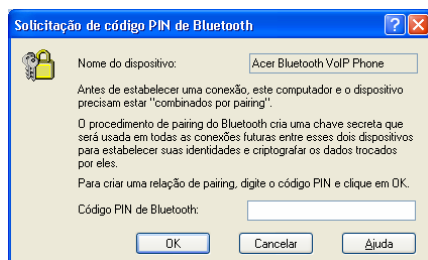 Solicitação de código PIN de Bluetooth
Nome do dispositivo: Acer Bluetooth VoIP Phone
Antes de estabelecer uma conexão, este computador e o dispositivo
precisam estar "combinados por pairing".
O procedimento de pairing do Bluetooth cria uma chave secreta que
será usada em todas as conexões futuras entre esses dois dispositivos
para estabelecer suas identidades e criptografar os dados trocados
por eles.
Para criar uma relação de pairing, digite o código PIN e clique em OK.
Código PIN de Bluetooth:
OK Cancelar Ajuda